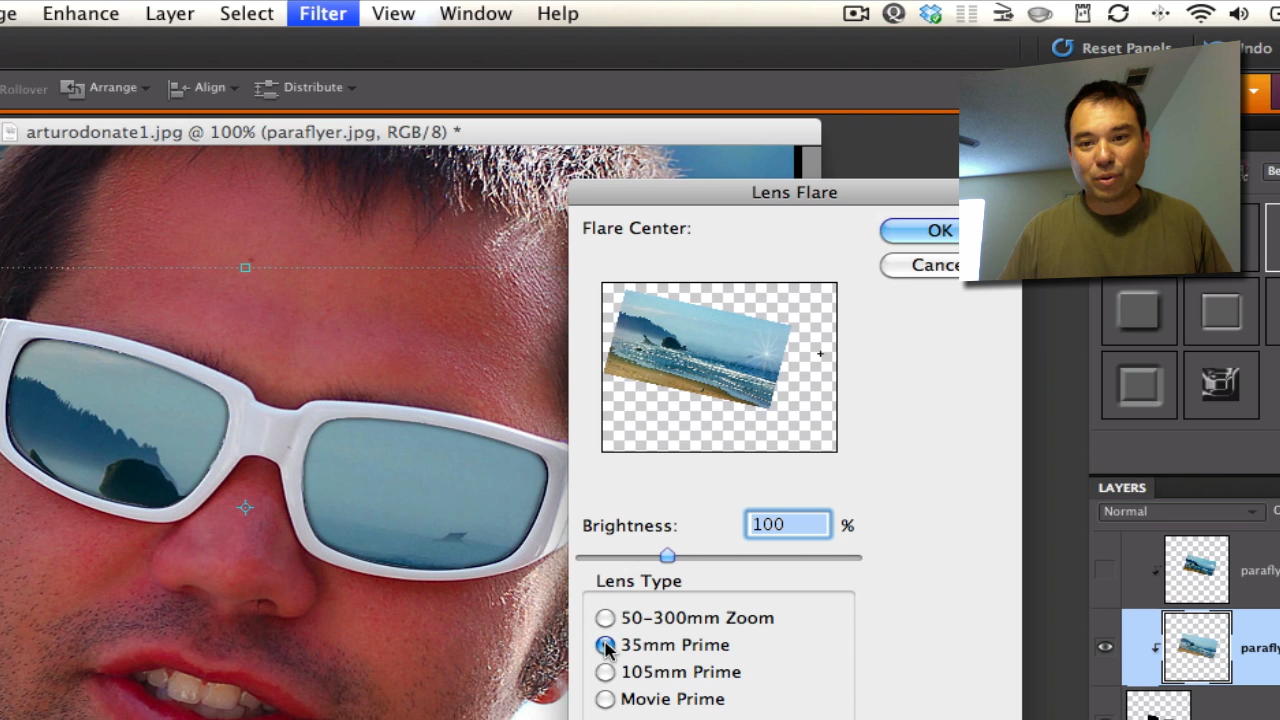 ge Enhance Layer Select Filter View Window Help
Reset Panels Undo
Rollover Arrange Align Distribute
arturodonate1.jpg @ 100% (paraflyer.jpg, RGB/8) *
Lens Flare
Be
Flare Center:
OK
Cance
LAYERS
Normal
Brightness: 100 %
parafly
Lens Type
50-300mm Zoom
35mm Prime
parafly
105mm Prime
Movie Prime